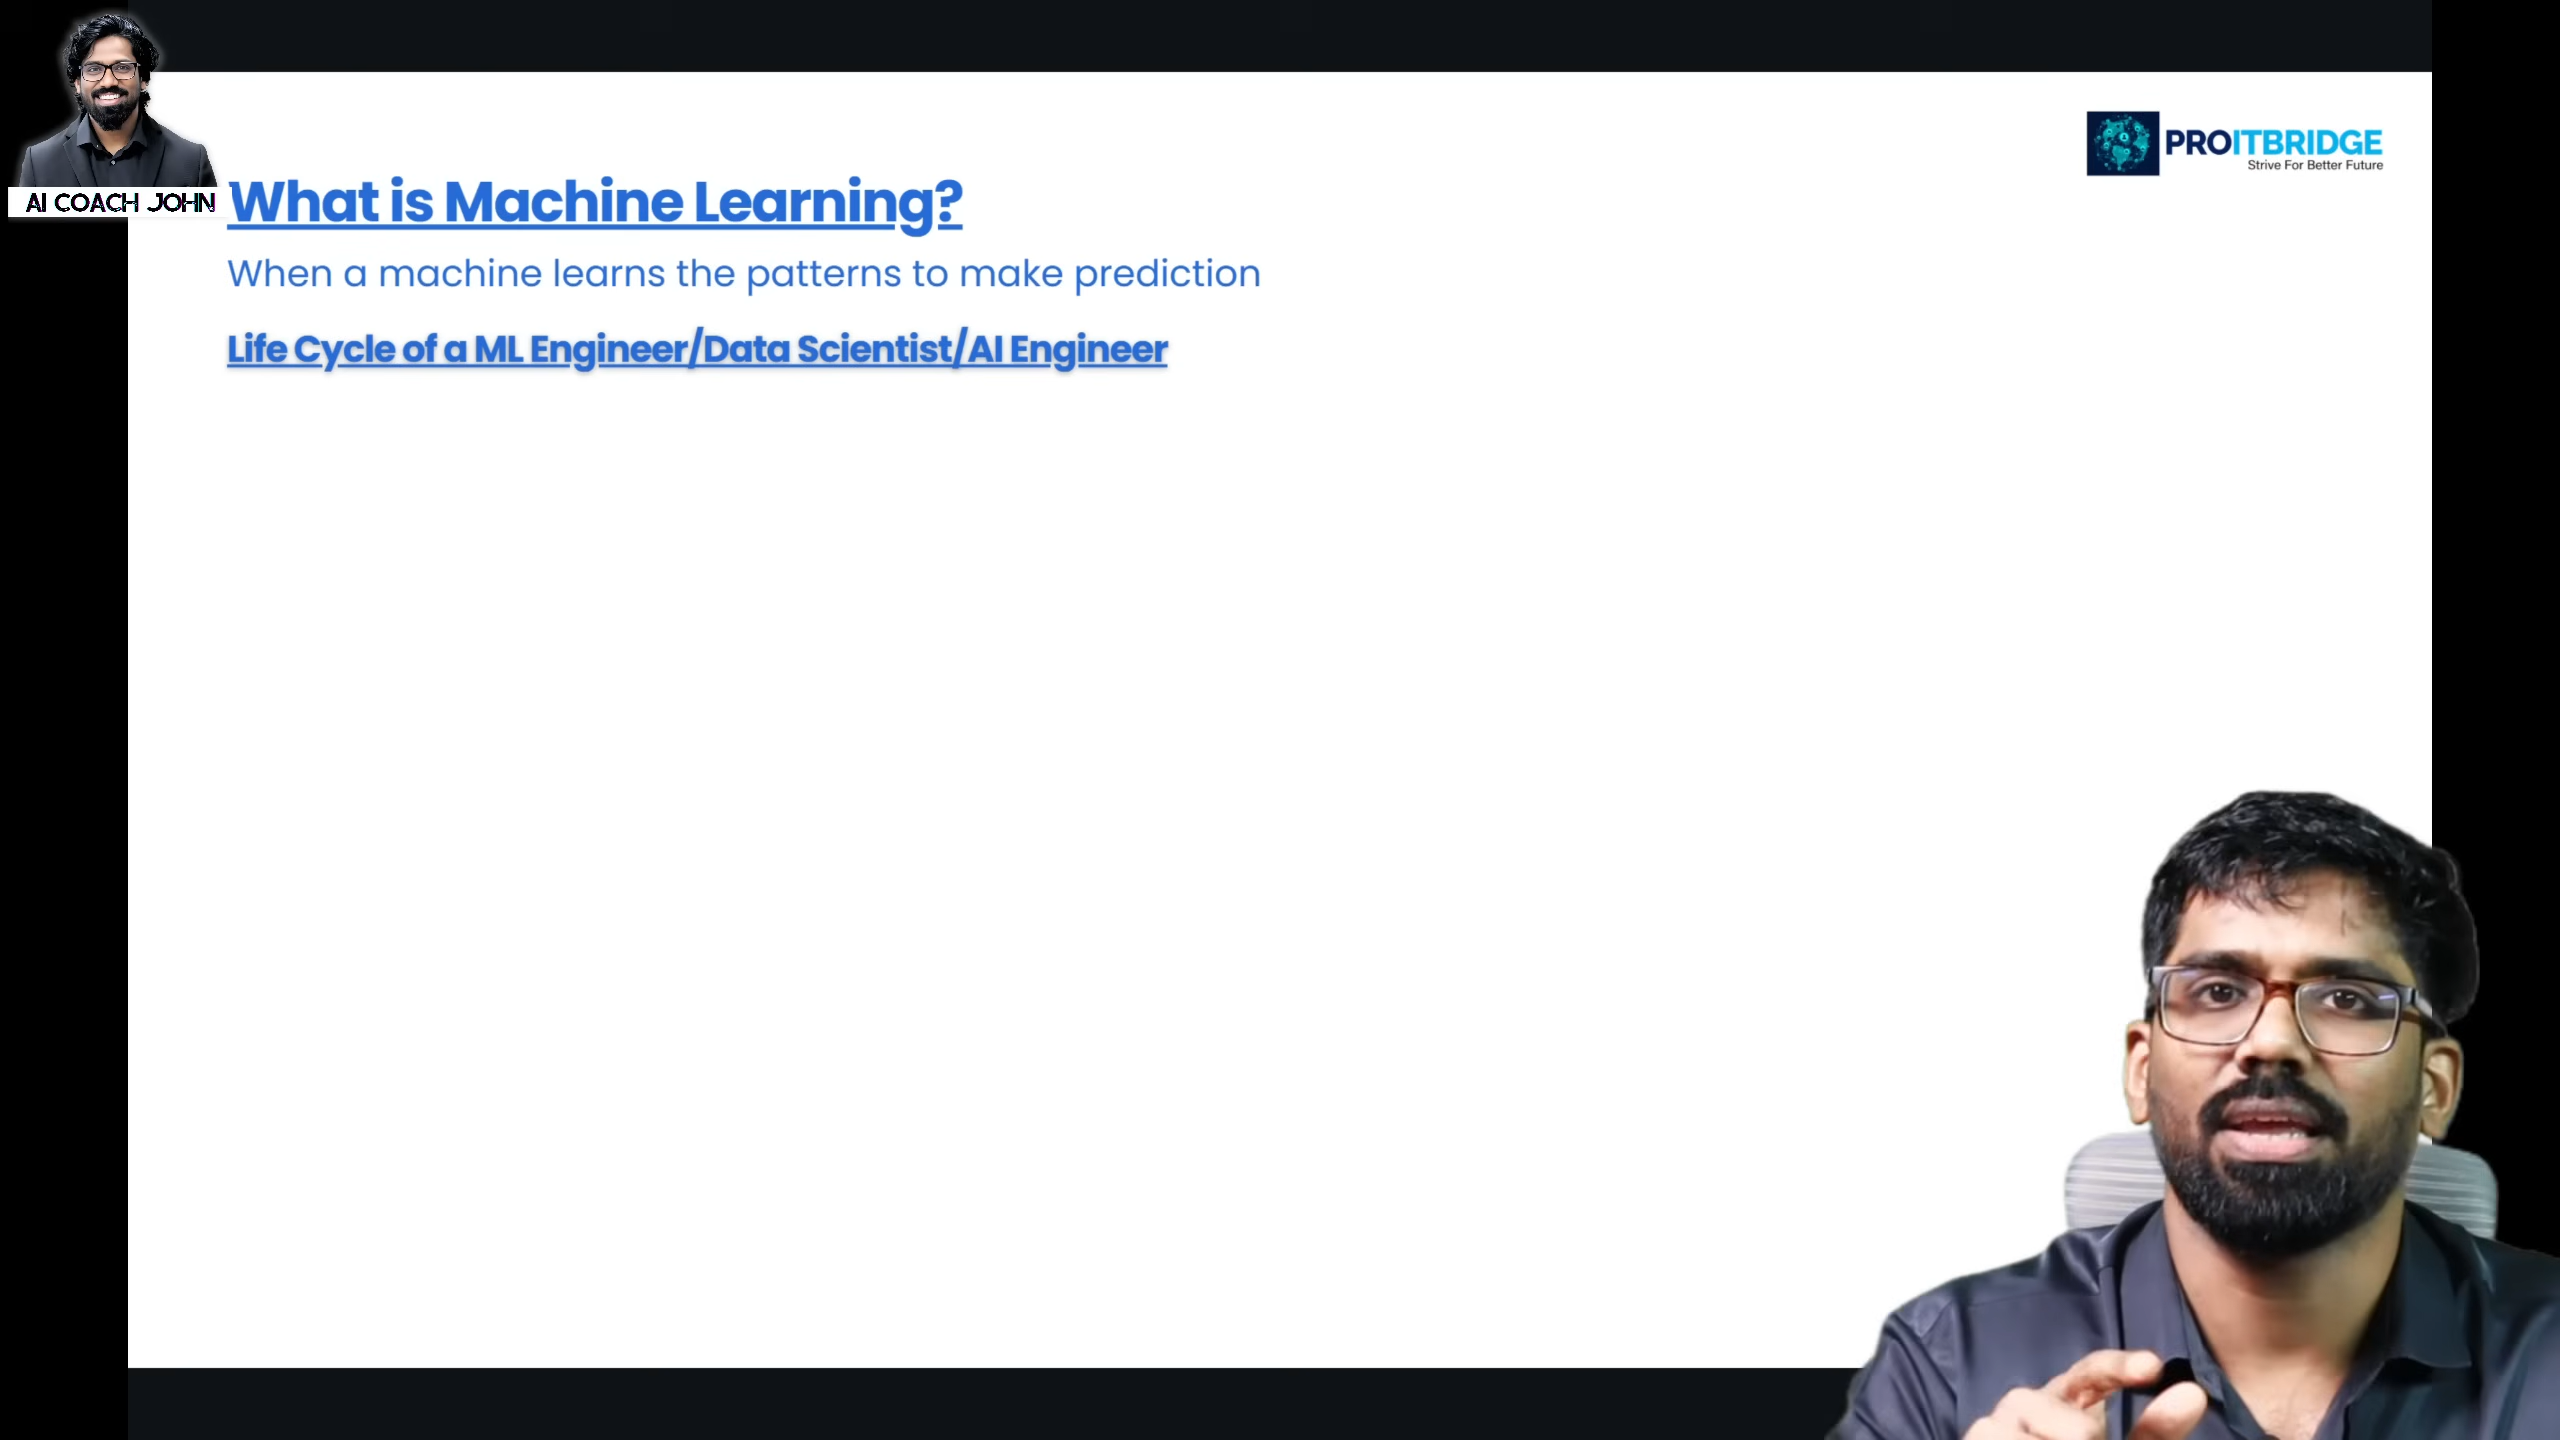 AI COACH JOHN
PROITBRIDGE
Strive For Better Future
What is Machine Learning?
When a machine learns the patterns to make prediction
Life Cycle of a ML Engineer/Data Scientist/AI Engineer